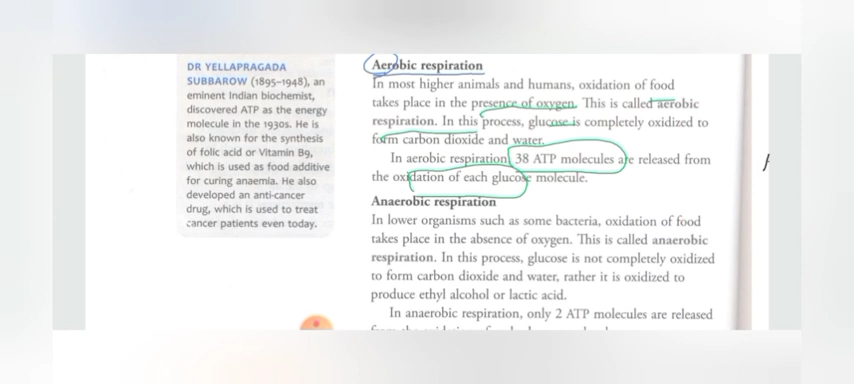 DR YELLAPRAGADA
SUBBAROW (1895–1948), an
eminent Indian biochemist,
discovered ATP as the energy
molecule in the 1930s. He is
also known for the synthesis
of folic acid or Vitamin B9,
which is used as food additive
for curing anaemia. He also
developed an anti-cancer
drug, which is used to treat
cancer patients even today.
Aerobic respiration
In most higher animals and humans, oxidation of food
takes place in the presence of oxygen. This is called aerobic
respiration. In this process, glucose is completely oxidized to
form carbon dioxide and water.
In aerobic respiration, 38 ATP molecules are released from
the oxidation of each glucose molecule.
Anaerobic respiration
In lower organisms such as some bacteria, oxidation of food
takes place in the absence of oxygen. This is called anaerobic
respiration. In this process, glucose is not completely oxidized
to form carbon dioxide and water, rather it is oxidized to
produce ethyl alcohol or lactic acid.
In anaerobic respiration, only 2 ATP molecules are released